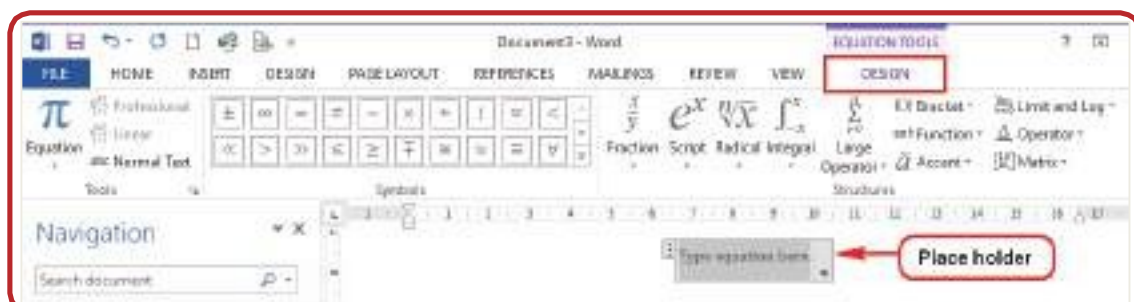 Document3 - Word
EQUATION TOOLS
FILE HOME INSERT DESIGN PAGE LAYOUT REFERENCES MAILINGS REVIEW VIEW DESIGN
Professional
Linear
Normal Text
Equation
Fraction Script Radical Integral Large Operator
Bracket
Function
Accent
Limit and Log
Operator
Matrix
Tools Symbols Structures
Navigation
Search document
Type equation here.
Place holder